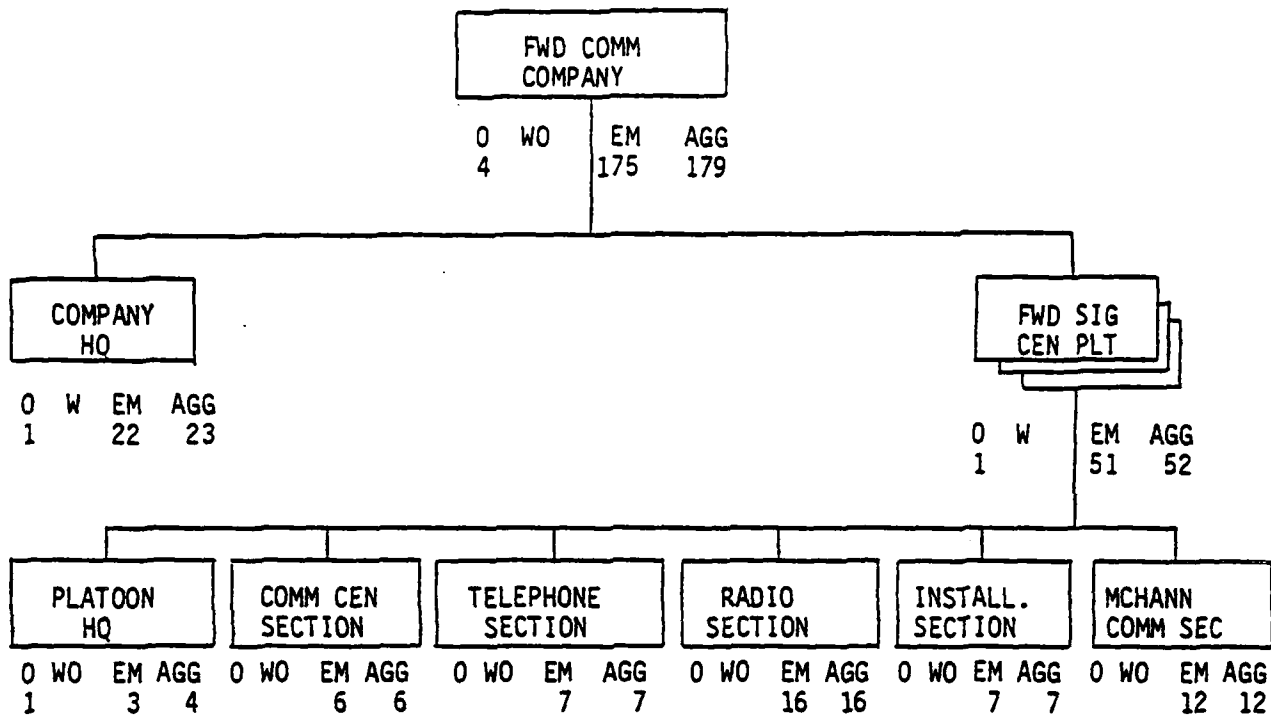 FWD COMM
COMPANY
O WO EM AGG
4 175 179
COMPANY
HQ
O W EM AGG
1 22 23
FWD SIG
CEN PLT
O W EM AGG
1 51 52
PLATOON
HQ
O WO EM AGG
1 3 4
COMM CEN
SECTION
O WO EM AGG
6 6
TELEPHONE
SECTION
O WO EM AGG
7 7
RADIO
SECTION
O WO EM AGG
16 16
INSTALL.
SECTION
O WO EM AGG
7 7
MCHANN
COMM SEC
O WO EM AGG
12 12